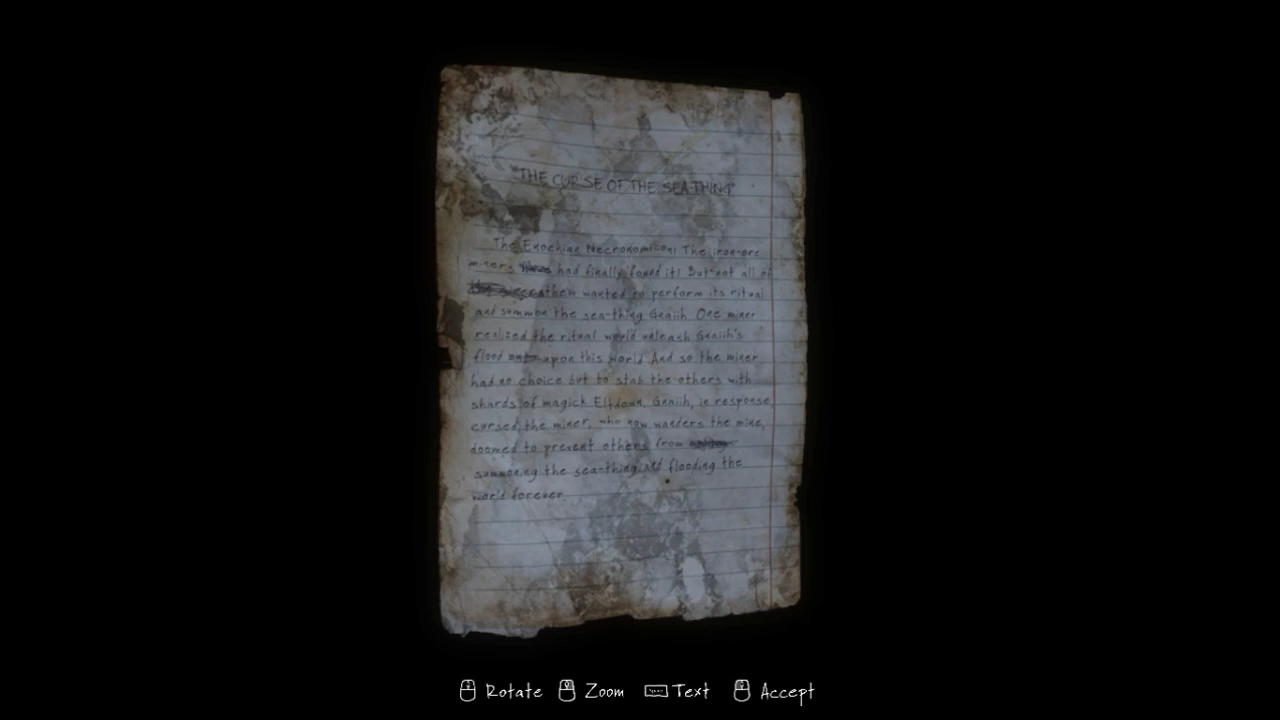 "THE CURSE OF THE SEA-THING"
The Enochian Necronomicon! The iron-ore
miners had finally found it! But not all of
them wanted to perform its ritual
and summon the sea-thing Gnaiih. One miner
realized the ritual would unleash Gnaiih's
flood upon this world. And so the miner
had no choice but to stab the others with
shards of magick Eltdown. Gnaiih, in response,
cursed the miner, who now wanders the mine,
doomed to prevent others from
summoning the sea-thing and flooding the
world forever.
Rotate Zoom Text Accept